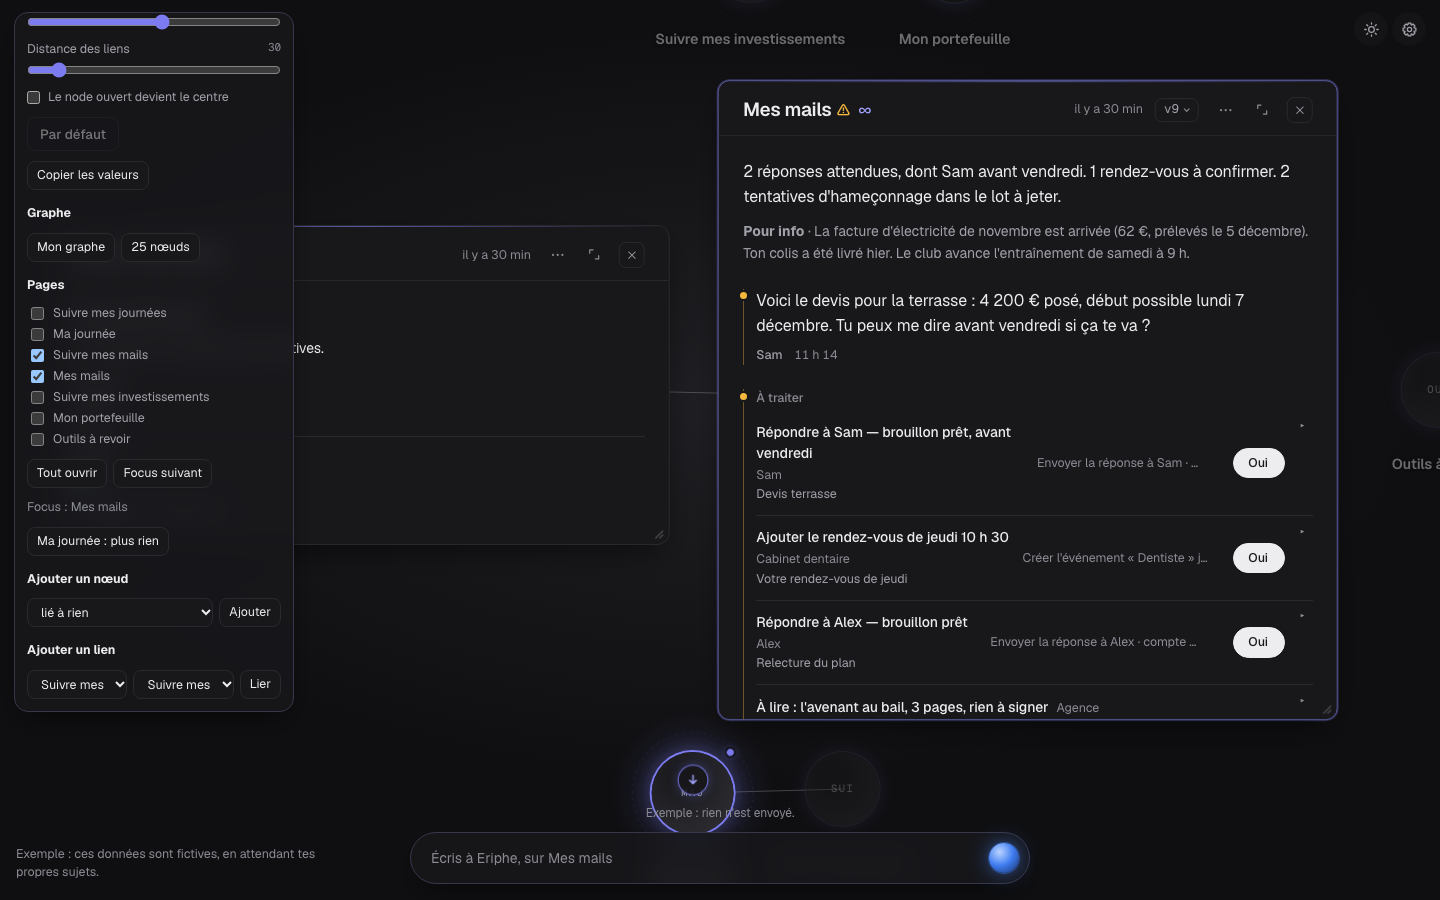 Distance des liens 30
Le node ouvert devient le centre
Par défaut
Copier les valeurs
Graphe
Mon graphe 25 nœuds
Pages
Suivre mes journées
Ma journée
Suivre mes mails
Mes mails
Suivre mes investissements
Mon portefeuille
Outils à revoir
Tout ouvrir Focus suivant
Focus : Mes mails
Ma journée : plus rien
Ajouter un nœud
lié à rien Ajouter
Ajouter un lien
Suivre mes Suivre mes Lier
Suivre mes investissements Mon portefeuille
il y a 30 min
tives.
Mes mails il y a 30 min v9
2 réponses attendues, dont Sam avant vendredi. 1 rendez-vous à confirmer. 2
tentatives d'hameçonnage dans le lot à jeter.
Pour info · La facture d'électricité de novembre est arrivée (62 €, prélevés le 5 décembre).
Ton colis a été livré hier. Le club avance l'entraînement de samedi à 9 h.
Voici le devis pour la terrasse : 4 200 € posé, début possible lundi 7
décembre. Tu peux me dire avant vendredi si ça te va ?
Sam 11 h 14
À traiter
Répondre à Sam — brouillon prêt, avant
vendredi
Sam
Devis terrasse
Envoyer la réponse à Sam · … Oui
Ajouter le rendez-vous de jeudi 10 h 30
Cabinet dentaire
Votre rendez-vous de jeudi
Créer l'événement « Dentiste » j… Oui
Répondre à Alex — brouillon prêt
Alex
Relecture du plan
Envoyer la réponse à Alex · compte … Oui
À lire : l'avenant au bail, 3 pages, rien à signer Agence
OU
Outils à
SUI
Exemple : rien n'est envoyé.
Écris à Eriphe, sur Mes mails
Exemple : ces données sont fictives, en attendant tes
propres sujets.